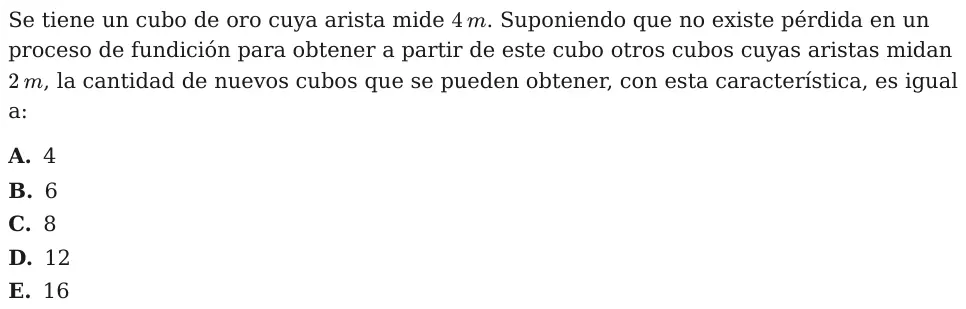 Se tiene un cubo de oro cuya arista mide 4 m. Suponiendo que no existe pérdida en un
proceso de fundición para obtener a partir de este cubo otros cubos cuyas aristas midan
2 m, la cantidad de nuevos cubos que se pueden obtener, con esta característica, es igual
a:
A. 4
B. 6
C. 8
D. 12
E. 16